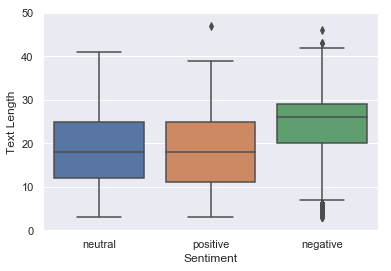 50
40
30
20
10
0
Text Length
neutral
positive
negative
Sentiment